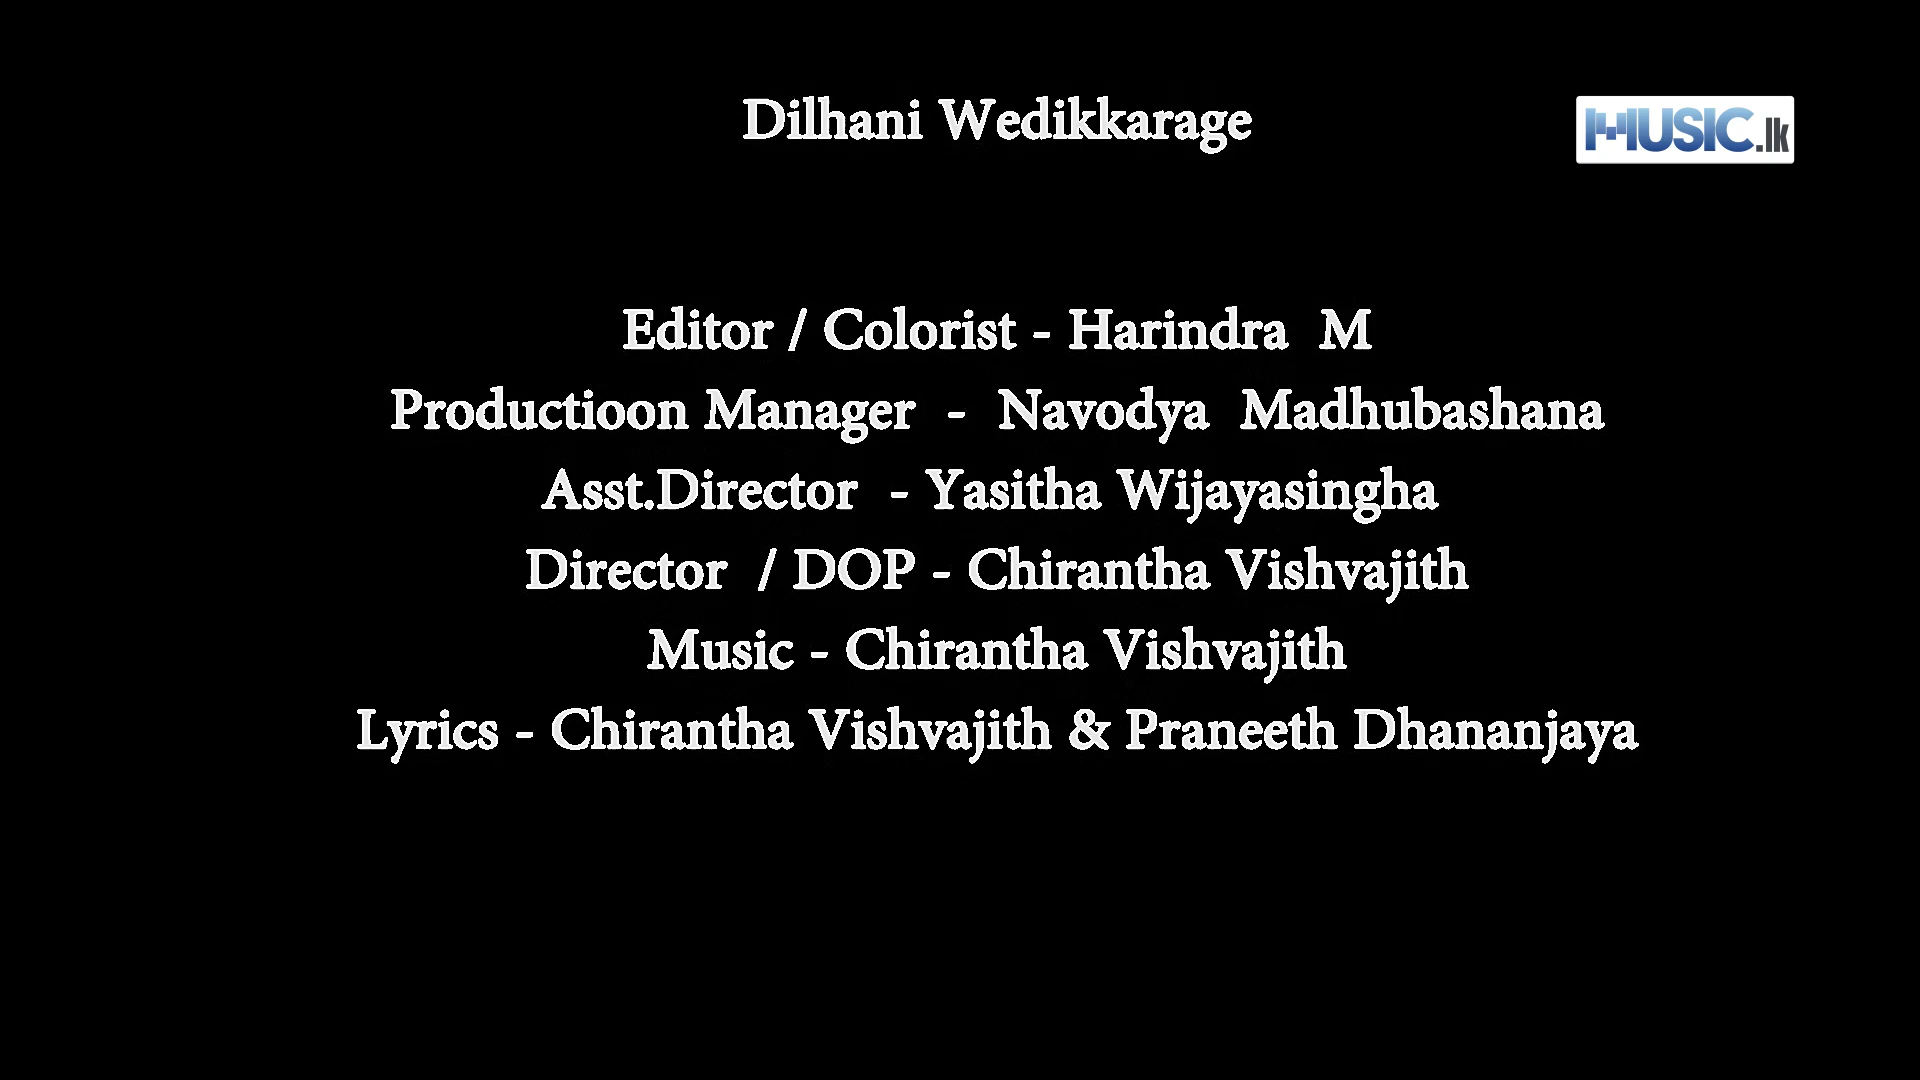 Dilhani Wedikkarage
MUSIC.lk
Editor / Colorist - Harindra  M
Productioon Manager  -  Navodya  Madhubashana
Asst.Director  - Yasitha Wijayasingha
Director  / DOP - Chirantha Vishvajith
Music - Chirantha Vishvajith
Lyrics - Chirantha Vishvajith & Praneeth Dhananjaya